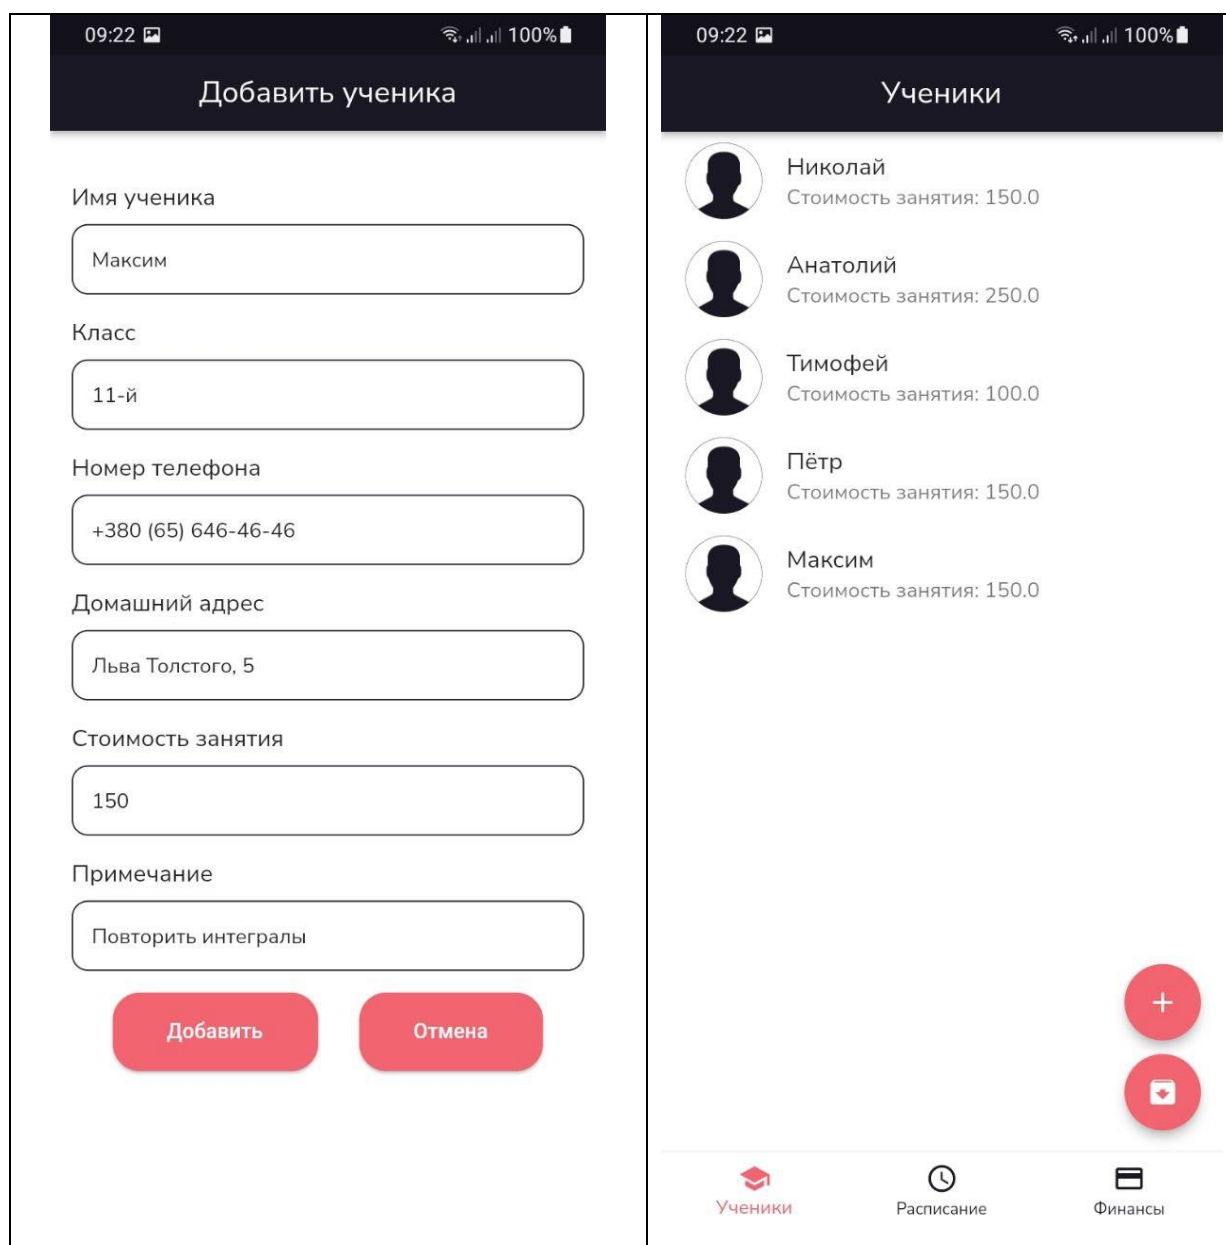 09:22
100%
Добавить ученика
Имя ученика
Максим
Класс
11-й
Номер телефона
+380 (65) 646-46-46
Домашний адрес
Льва Толстого, 5
Стоимость занятия
150
Примечание
Повторить интегралы
Добавить
Отмена
09:22
100%
Ученики
Николай
Стоимость занятия: 150.0
Анатолий
Стоимость занятия: 250.0
Тимофей
Стоимость занятия: 100.0
Пётр
Стоимость занятия: 150.0
Максим
Стоимость занятия: 150.0
Ученики
Расписание
Финансы